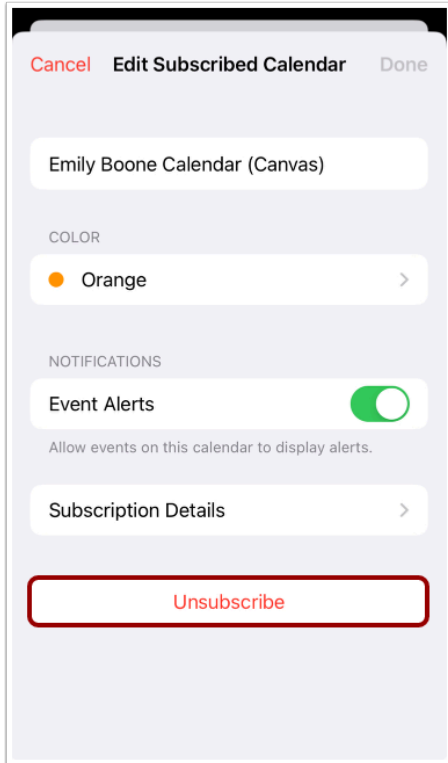 Cancel Edit Subscribed Calendar Done
Emily Boone Calendar (Canvas)
COLOR
Orange
NOTIFICATIONS
Event Alerts
Allow events on this calendar to display alerts.
Subscription Details
Unsubscribe